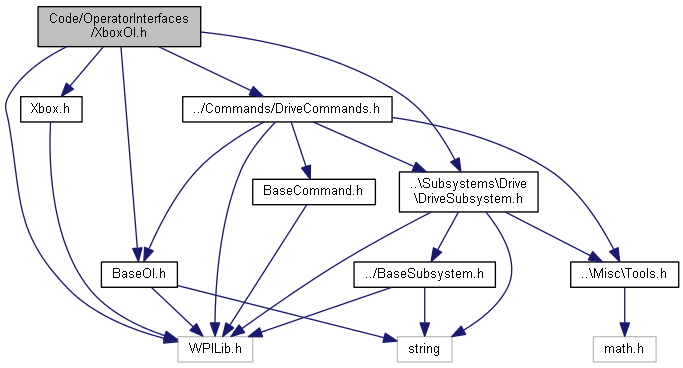 Code/OperatorInterfaces
/XboxOI.h
Xbox.h
../Commands/DriveCommands.h
BaseCommand.h
..\Subsystems\Drive
\DriveSubsystem.h
BaseOI.h
../BaseSubsystem.h
..\Misc\Tools.h
WPILib.h
string
math.h